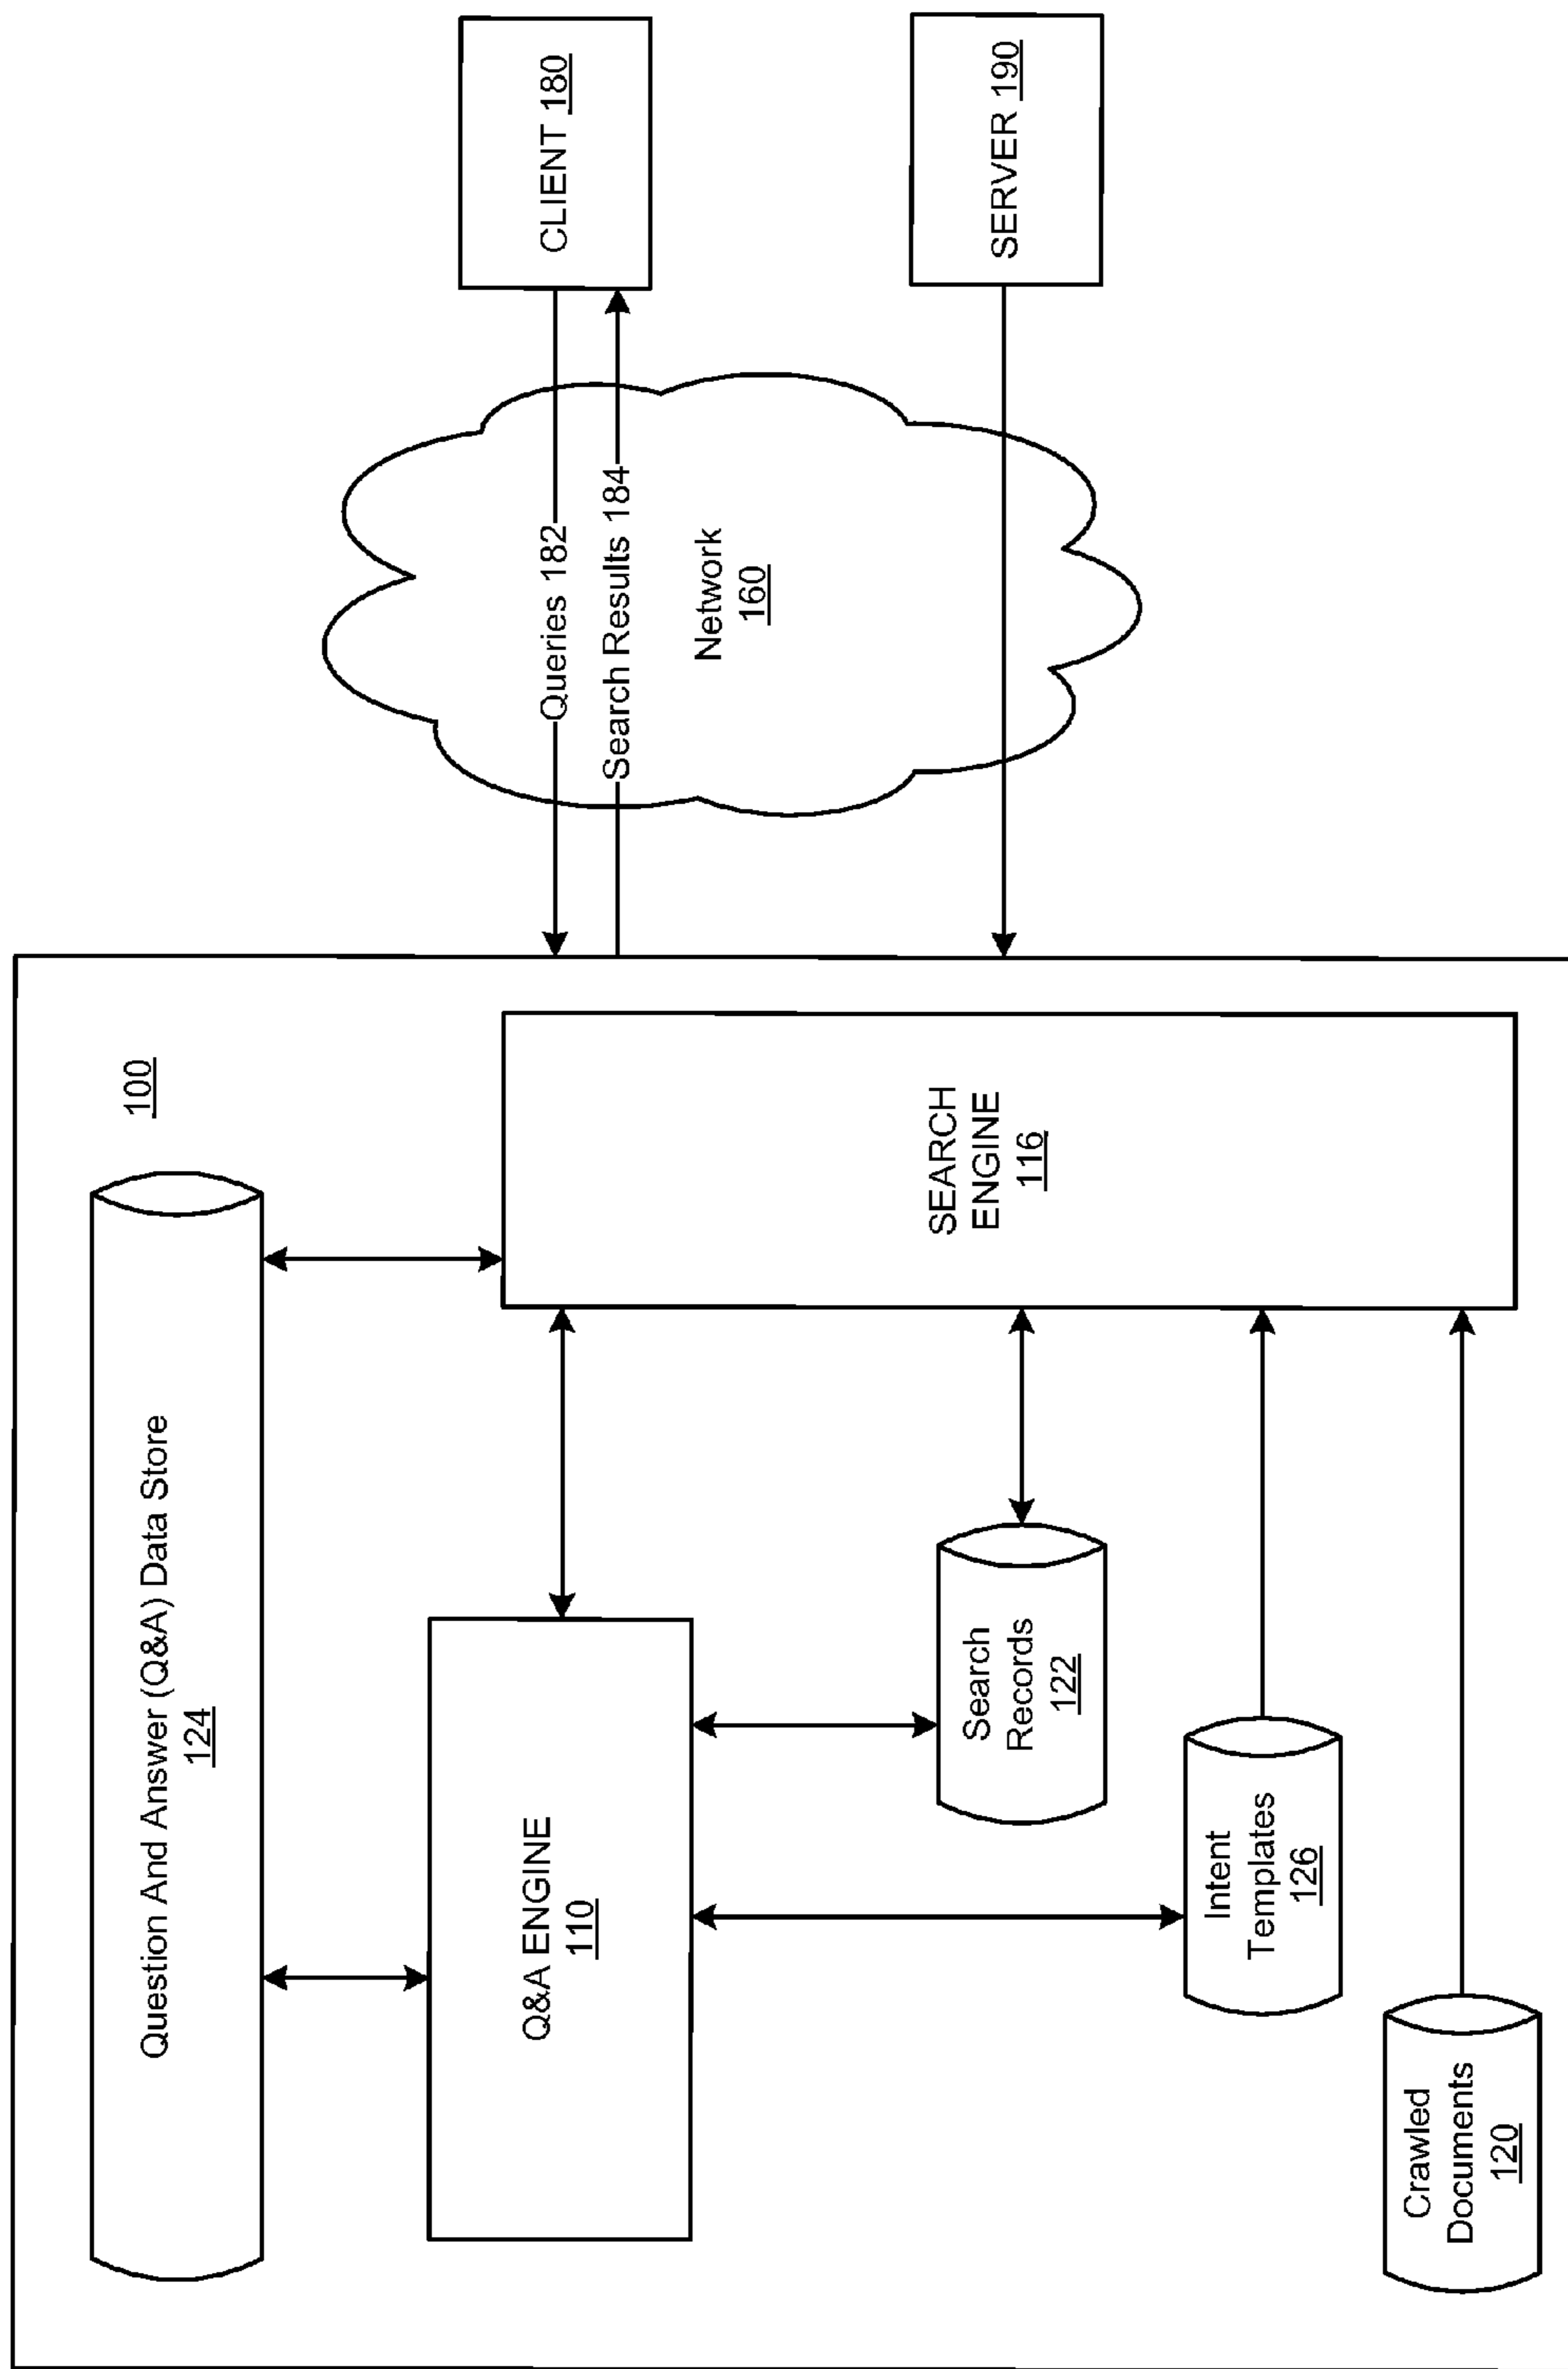 Question And Answer (Q&A) Data Store
124
100
Q&A ENGINE
110
SEARCH
ENGINE
116
Search
Records
122
Intent
Templates
126
Crawled
Documents
120
Queries 182
Search Results 184
Network
160
CLIENT 180
SERVER 190